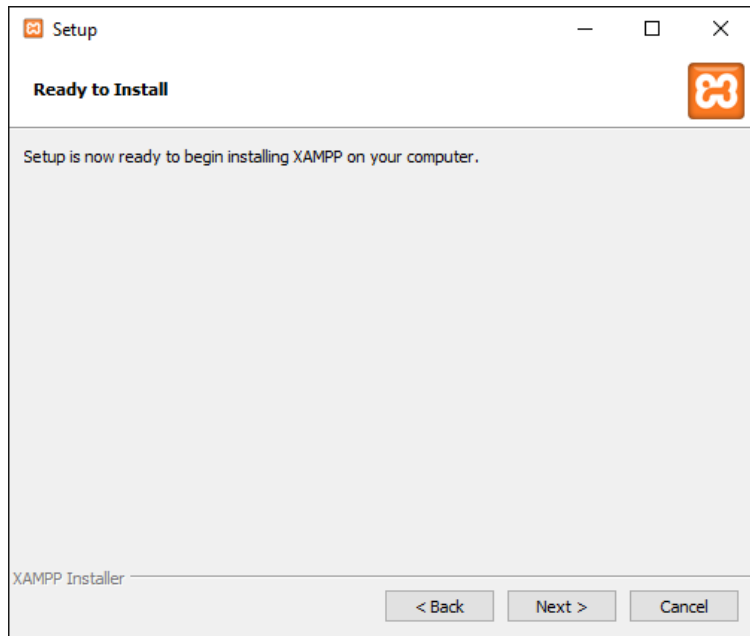 Setup
Ready to Install
Setup is now ready to begin installing XAMPP on your computer.
XAMPP Installer
< Back Next > Cancel